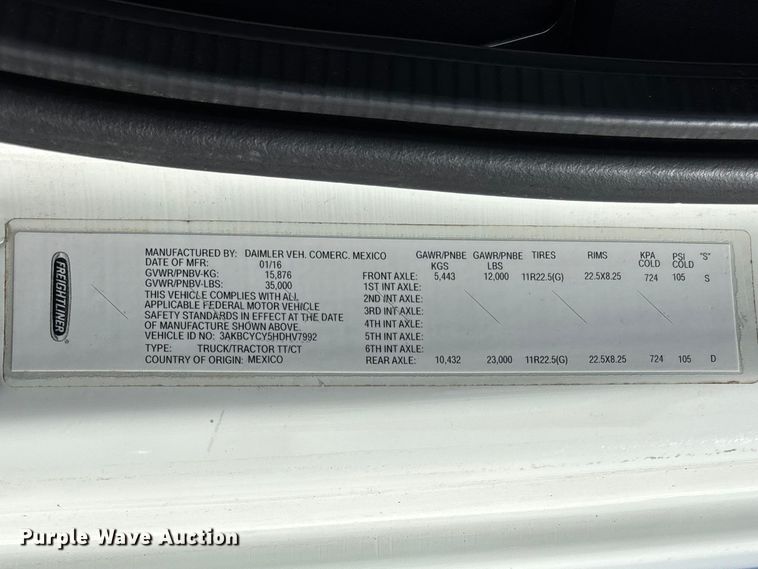 FREIGHTLINER
MANUFACTURED BY: DAIMLER VEH. COMERC. MEXICO
DATE OF MFR: 01/16
GVWR/PNBV-KG: 15,876
GVWR/PNBV-LBS: 35,000
THIS VEHICLE COMPLIES WITH ALL
APPLICABLE FEDERAL MOTOR VEHICLE
SAFETY STANDARDS IN EFFECT AT THE DATE
OF MANUFACTURE SHOWN ABOVE.
VEHICLE ID NO: 3AKBCYCY5HDHV7992
TYPE: TRUCK/TRACTOR TT/CT
COUNTRY OF ORIGIN: MEXICO
GAWR/PNBE KGS GAWR/PNBE LBS TIRES RIMS KPA COLD PSI COLD "S"
FRONT AXLE: 5,443 12,000 11R22.5(G) 22.5X8.25 724 105 S
1ST INT AXLE:
2ND INT AXLE:
3RD INT AXLE:
4TH INT AXLE:
5TH INT AXLE:
6TH INT AXLE:
REAR AXLE: 10,432 23,000 11R22.5(G) 22.5X8.25 724 105 D
Purple Wave Auction